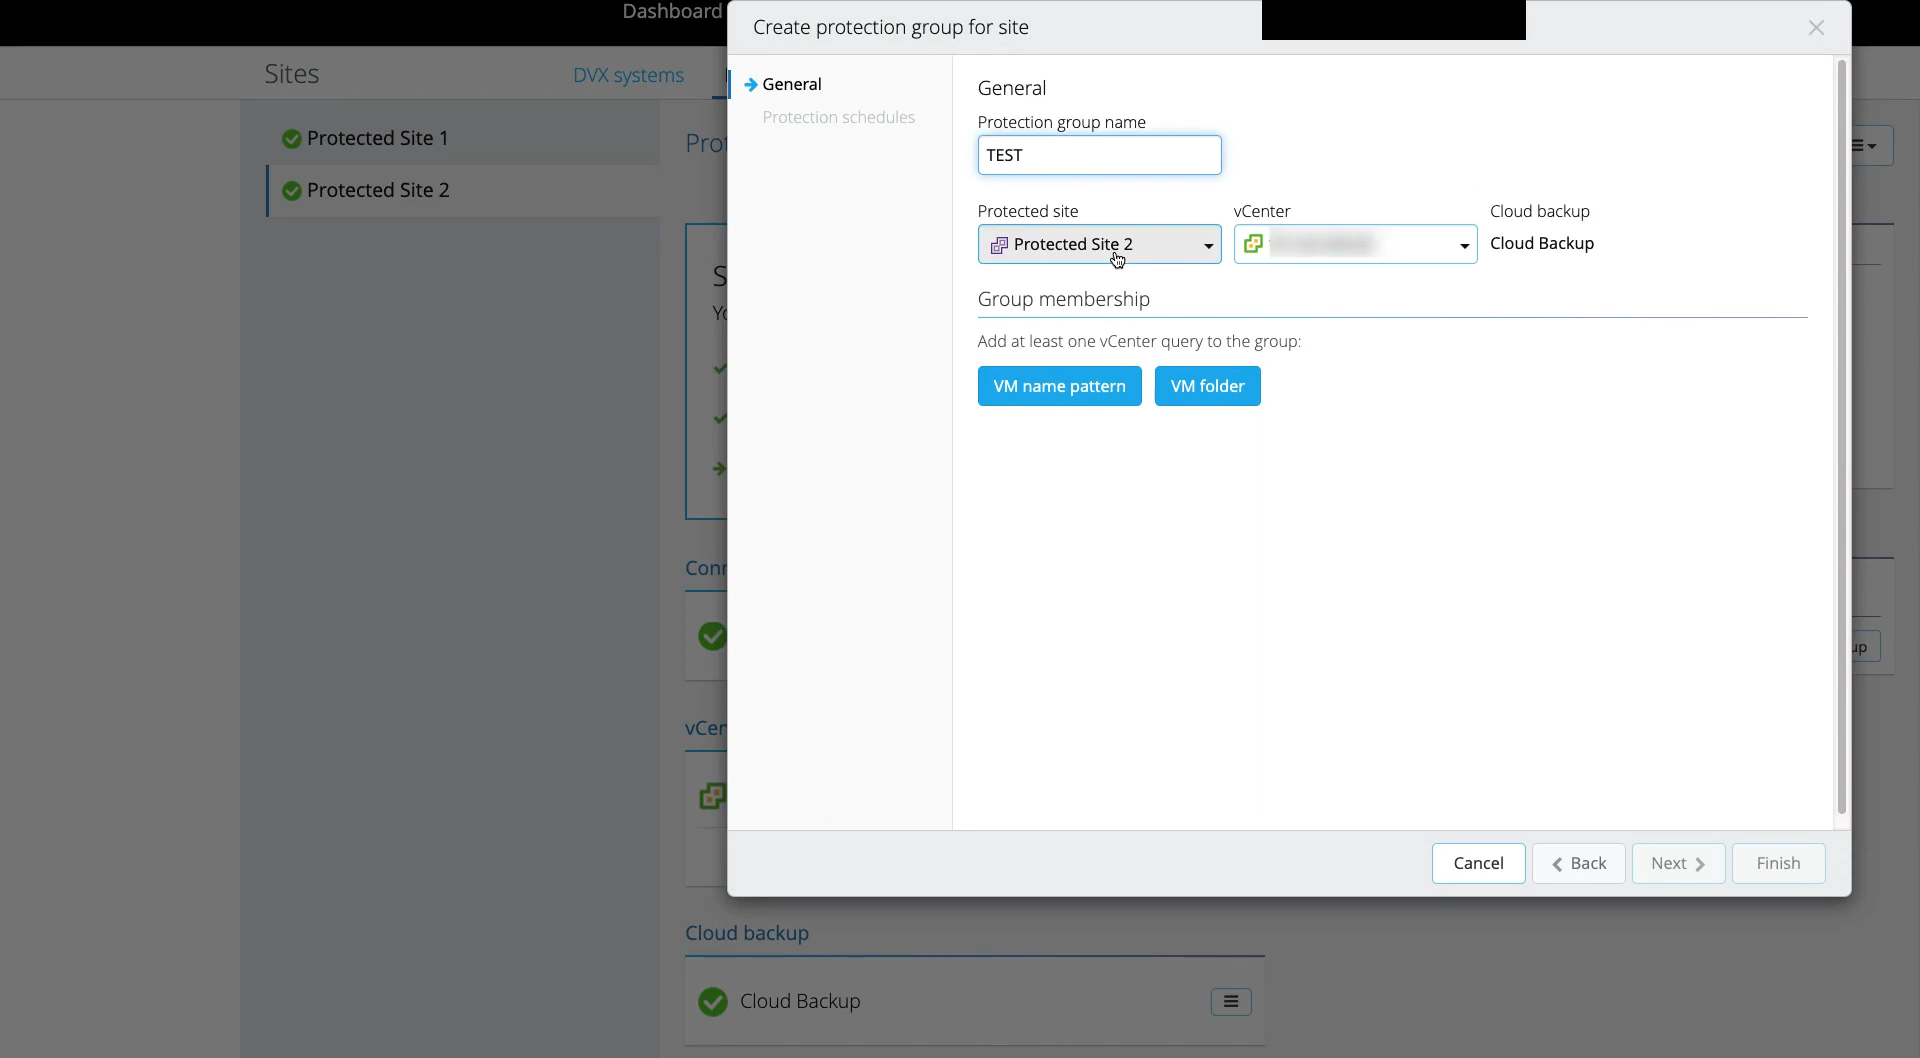 Dashboard
Sites
DVX systems
Protected Site 1
Protected Site 2
Create protection group for site
General
Protection schedules
General
Protection group name
TEST
Protected site
vCenter
Cloud backup
Protected Site 2
Cloud Backup
Group membership
Add at least one vCenter query to the group:
VM name pattern
VM folder
Cancel
Back
Next
Finish
Cloud backup
Cloud Backup